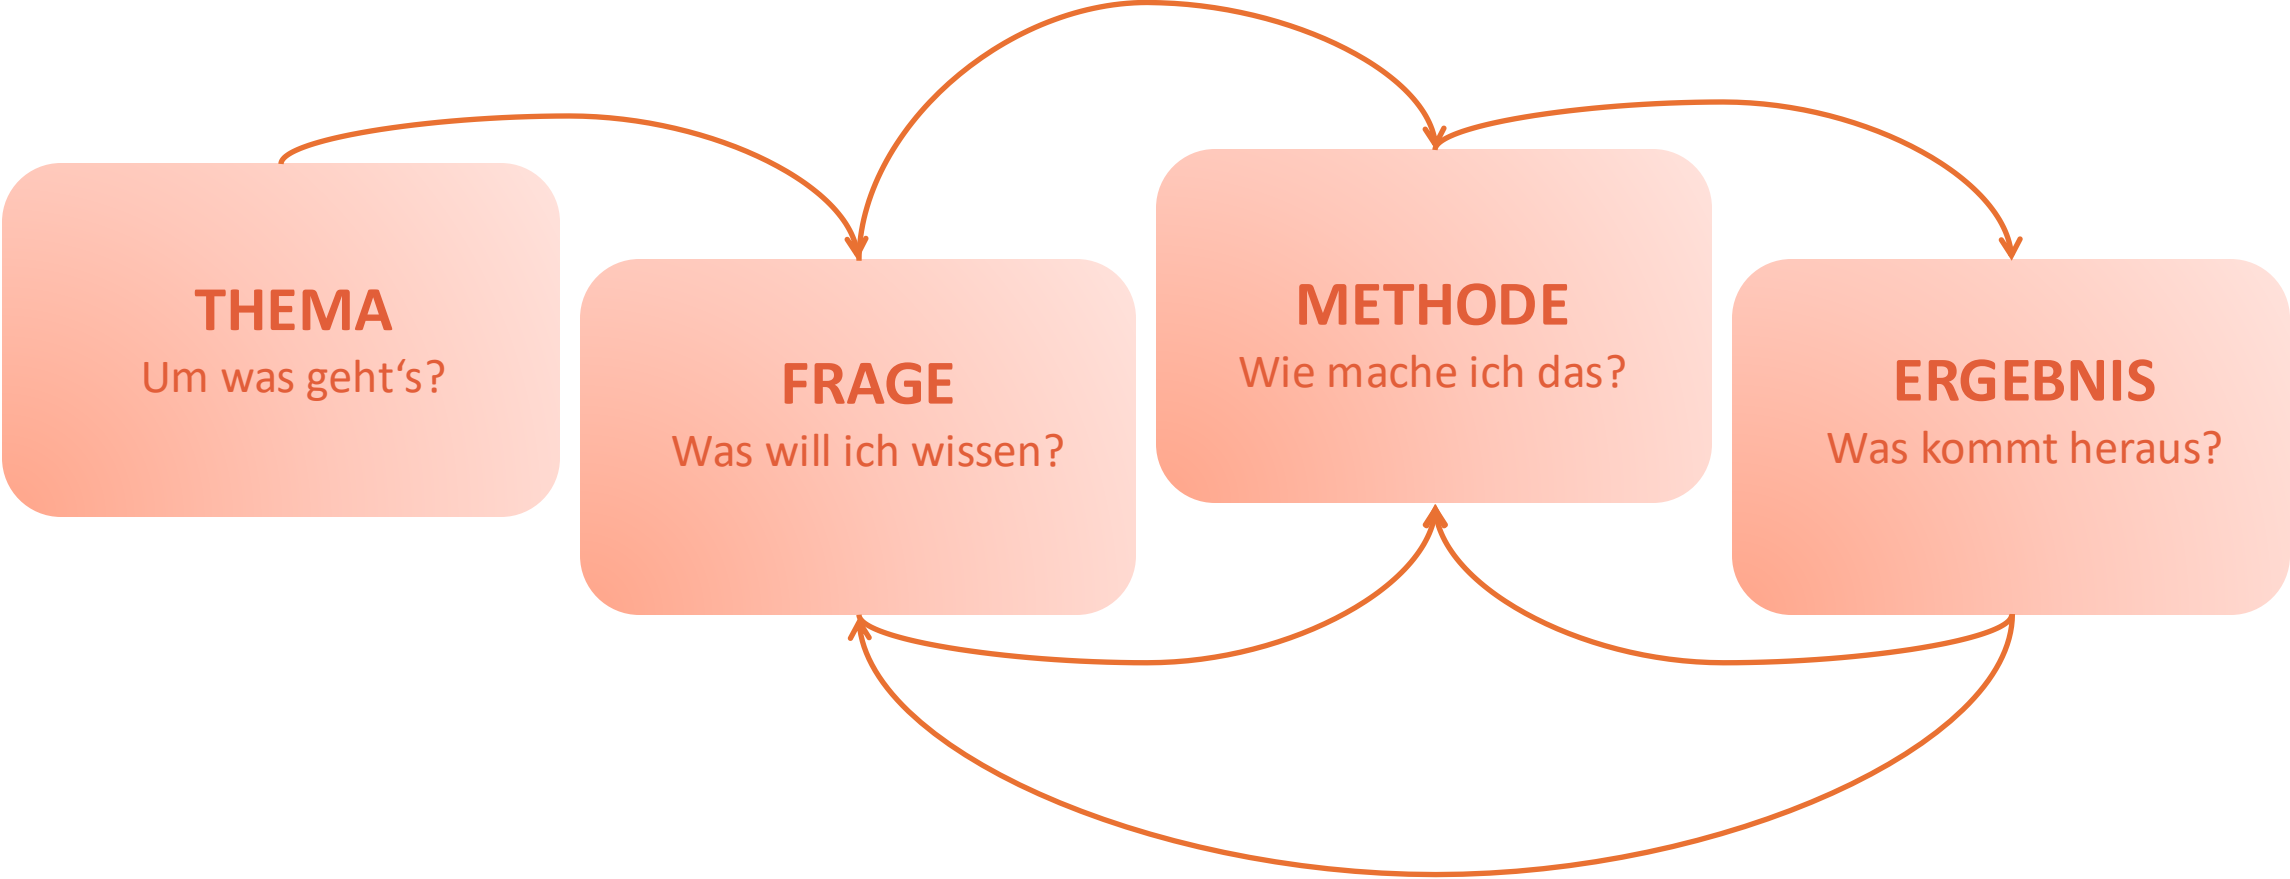 THEMA
Um was geht‘s?
FRAGE
Was will ich wissen?
METHODE
Wie mache ich das?
ERGEBNIS
Was kommt heraus?